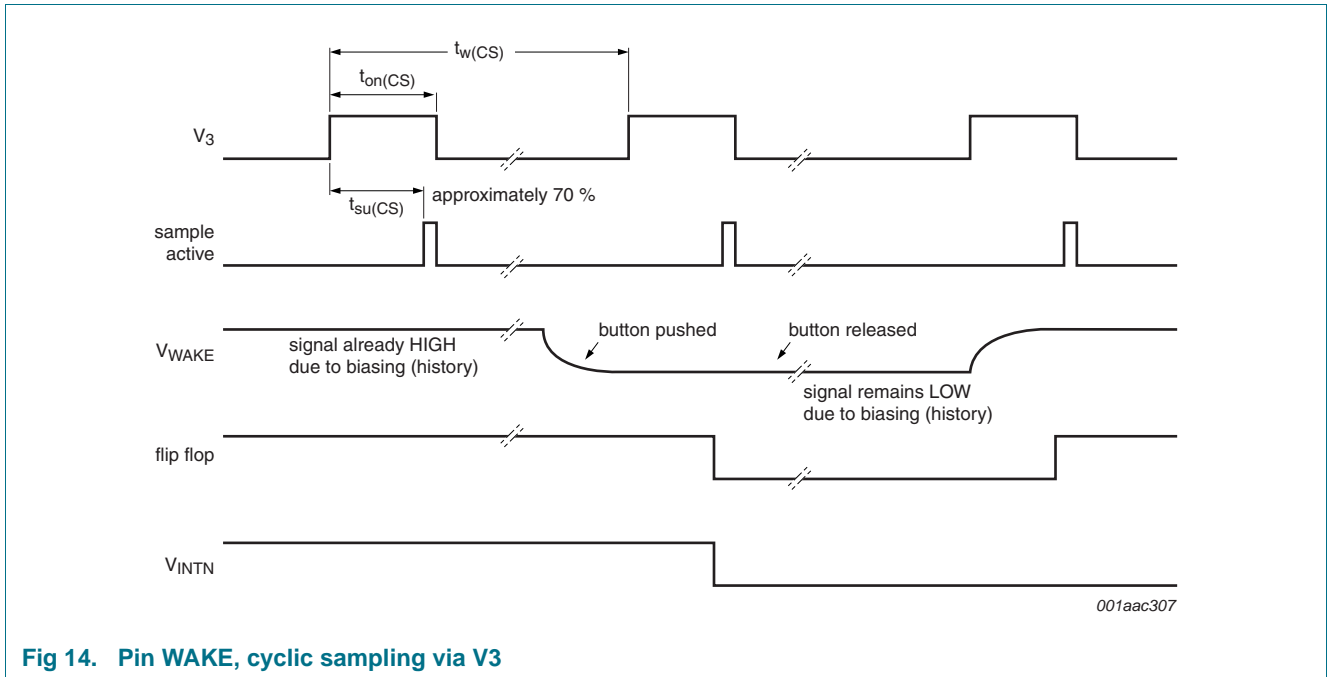 tw(CS)
ton(CS)
V3
tsu(CS)
approximately 70 %
sample
active
button pushed
button released
VWAKE
signal already HIGH
due to biasing (history)
signal remains LOW
due to biasing (history)
flip flop
VINTN
001aac307
Fig 14. Pin WAKE, cyclic sampling via V3